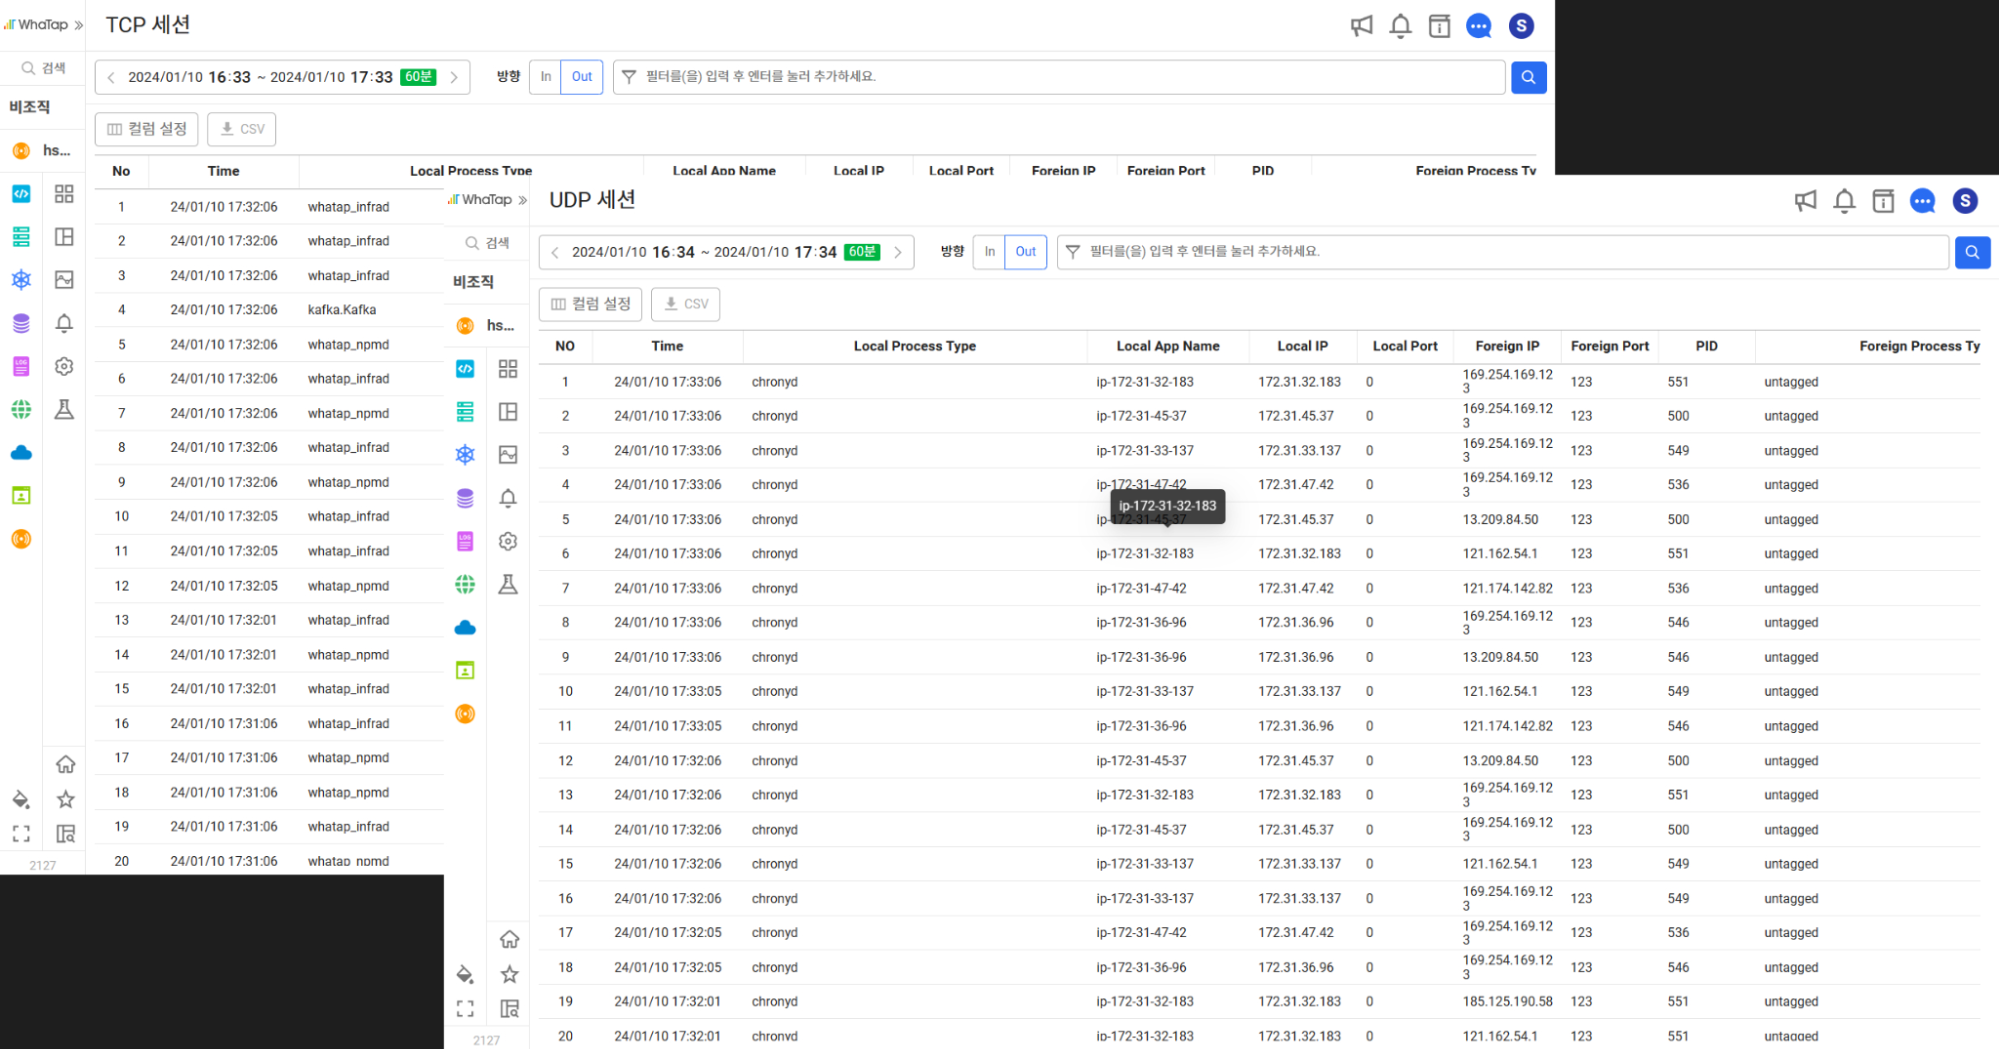 WhaTap
TCP 세션
S
검색
2024/01/10 16:33 ~ 2024/01/10 17:33 60분
방향 In Out
필터를(을) 입력 후 엔터를 눌러 추가하세요.
비조직
컬럼 설정 CSV
hs...
No Time Local Process Type Local App Name Local IP Local Port Foreign IP Foreign Port PID Foreign Process Ty
1 24/01/10 17:32:06 whatap_infrad
2 24/01/10 17:32:06 whatap_infrad
3 24/01/10 17:32:06 whatap_infrad
4 24/01/10 17:32:06 kafka.Kafka
5 24/01/10 17:32:06 whatap_npmd
6 24/01/10 17:32:06 whatap_infrad
7 24/01/10 17:32:06 whatap_npmd
8 24/01/10 17:32:06 whatap_infrad
9 24/01/10 17:32:06 whatap_npmd
10 24/01/10 17:32:05 whatap_infrad
11 24/01/10 17:32:05 whatap_infrad
12 24/01/10 17:32:05 whatap_npmd
13 24/01/10 17:32:01 whatap_infrad
14 24/01/10 17:32:01 whatap_npmd
15 24/01/10 17:32:01 whatap_infrad
16 24/01/10 17:31:06 whatap_infrad
17 24/01/10 17:31:06 whatap_npmd
18 24/01/10 17:31:06 whatap_npmd
19 24/01/10 17:31:06 whatap_infrad
20 24/01/10 17:31:06 whatap_npmd
LOG
2127
WhaTap
UDP 세션
S
검색
2024/01/10 16:34 ~ 2024/01/10 17:34 60분
방향 In Out
필터를(을) 입력 후 엔터를 눌러 추가하세요.
비조직
컬럼 설정 CSV
hs...
NO Time Local Process Type Local App Name Local IP Local Port Foreign IP Foreign Port PID Foreign Process Ty
1 24/01/10 17:33:06 chronyd ip-172-31-32-183 172.31.32.183 0 169.254.169.123 123 551 untagged
2 24/01/10 17:33:06 chronyd ip-172-31-45-37 172.31.45.37 0 169.254.169.123 123 500 untagged
3 24/01/10 17:33:06 chronyd ip-172-31-33-137 172.31.33.137 0 169.254.169.123 123 549 untagged
4 24/01/10 17:33:06 chronyd ip-172-31-47-42 172.31.47.42 0 169.254.169.123 123 536 untagged
ip-172-31-32-183
5 24/01/10 17:33:06 chronyd ip-172-31-45-37 172.31.45.37 0 13.209.84.50 123 500 untagged
6 24/01/10 17:33:06 chronyd ip-172-31-32-183 172.31.32.183 0 121.162.54.1 123 551 untagged
7 24/01/10 17:33:06 chronyd ip-172-31-47-42 172.31.47.42 0 121.174.142.82 123 536 untagged
8 24/01/10 17:33:06 chronyd ip-172-31-36-96 172.31.36.96 0 169.254.169.123 123 546 untagged
9 24/01/10 17:33:06 chronyd ip-172-31-36-96 172.31.36.96 0 13.209.84.50 123 546 untagged
10 24/01/10 17:33:05 chronyd ip-172-31-33-137 172.31.33.137 0 121.162.54.1 123 549 untagged
11 24/01/10 17:33:05 chronyd ip-172-31-36-96 172.31.36.96 0 121.174.142.82 123 546 untagged
12 24/01/10 17:32:06 chronyd ip-172-31-45-37 172.31.45.37 0 13.209.84.50 123 500 untagged
13 24/01/10 17:32:06 chronyd ip-172-31-32-183 172.31.32.183 0 169.254.169.123 123 551 untagged
14 24/01/10 17:32:06 chronyd ip-172-31-45-37 172.31.45.37 0 169.254.169.123 123 500 untagged
15 24/01/10 17:32:06 chronyd ip-172-31-33-137 172.31.33.137 0 121.162.54.1 123 549 untagged
16 24/01/10 17:32:06 chronyd ip-172-31-33-137 172.31.33.137 0 169.254.169.123 123 549 untagged
17 24/01/10 17:32:05 chronyd ip-172-31-47-42 172.31.47.42 0 169.254.169.123 123 536 untagged
18 24/01/10 17:32:05 chronyd ip-172-31-36-96 172.31.36.96 0 169.254.169.123 123 546 untagged
19 24/01/10 17:32:01 chronyd ip-172-31-32-183 172.31.32.183 0 185.125.190.58 123 551 untagged
20 24/01/10 17:32:01 chronyd ip-172-31-32-183 172.31.32.183 0 121.162.54.1 123 551 untagged
LOG
2127